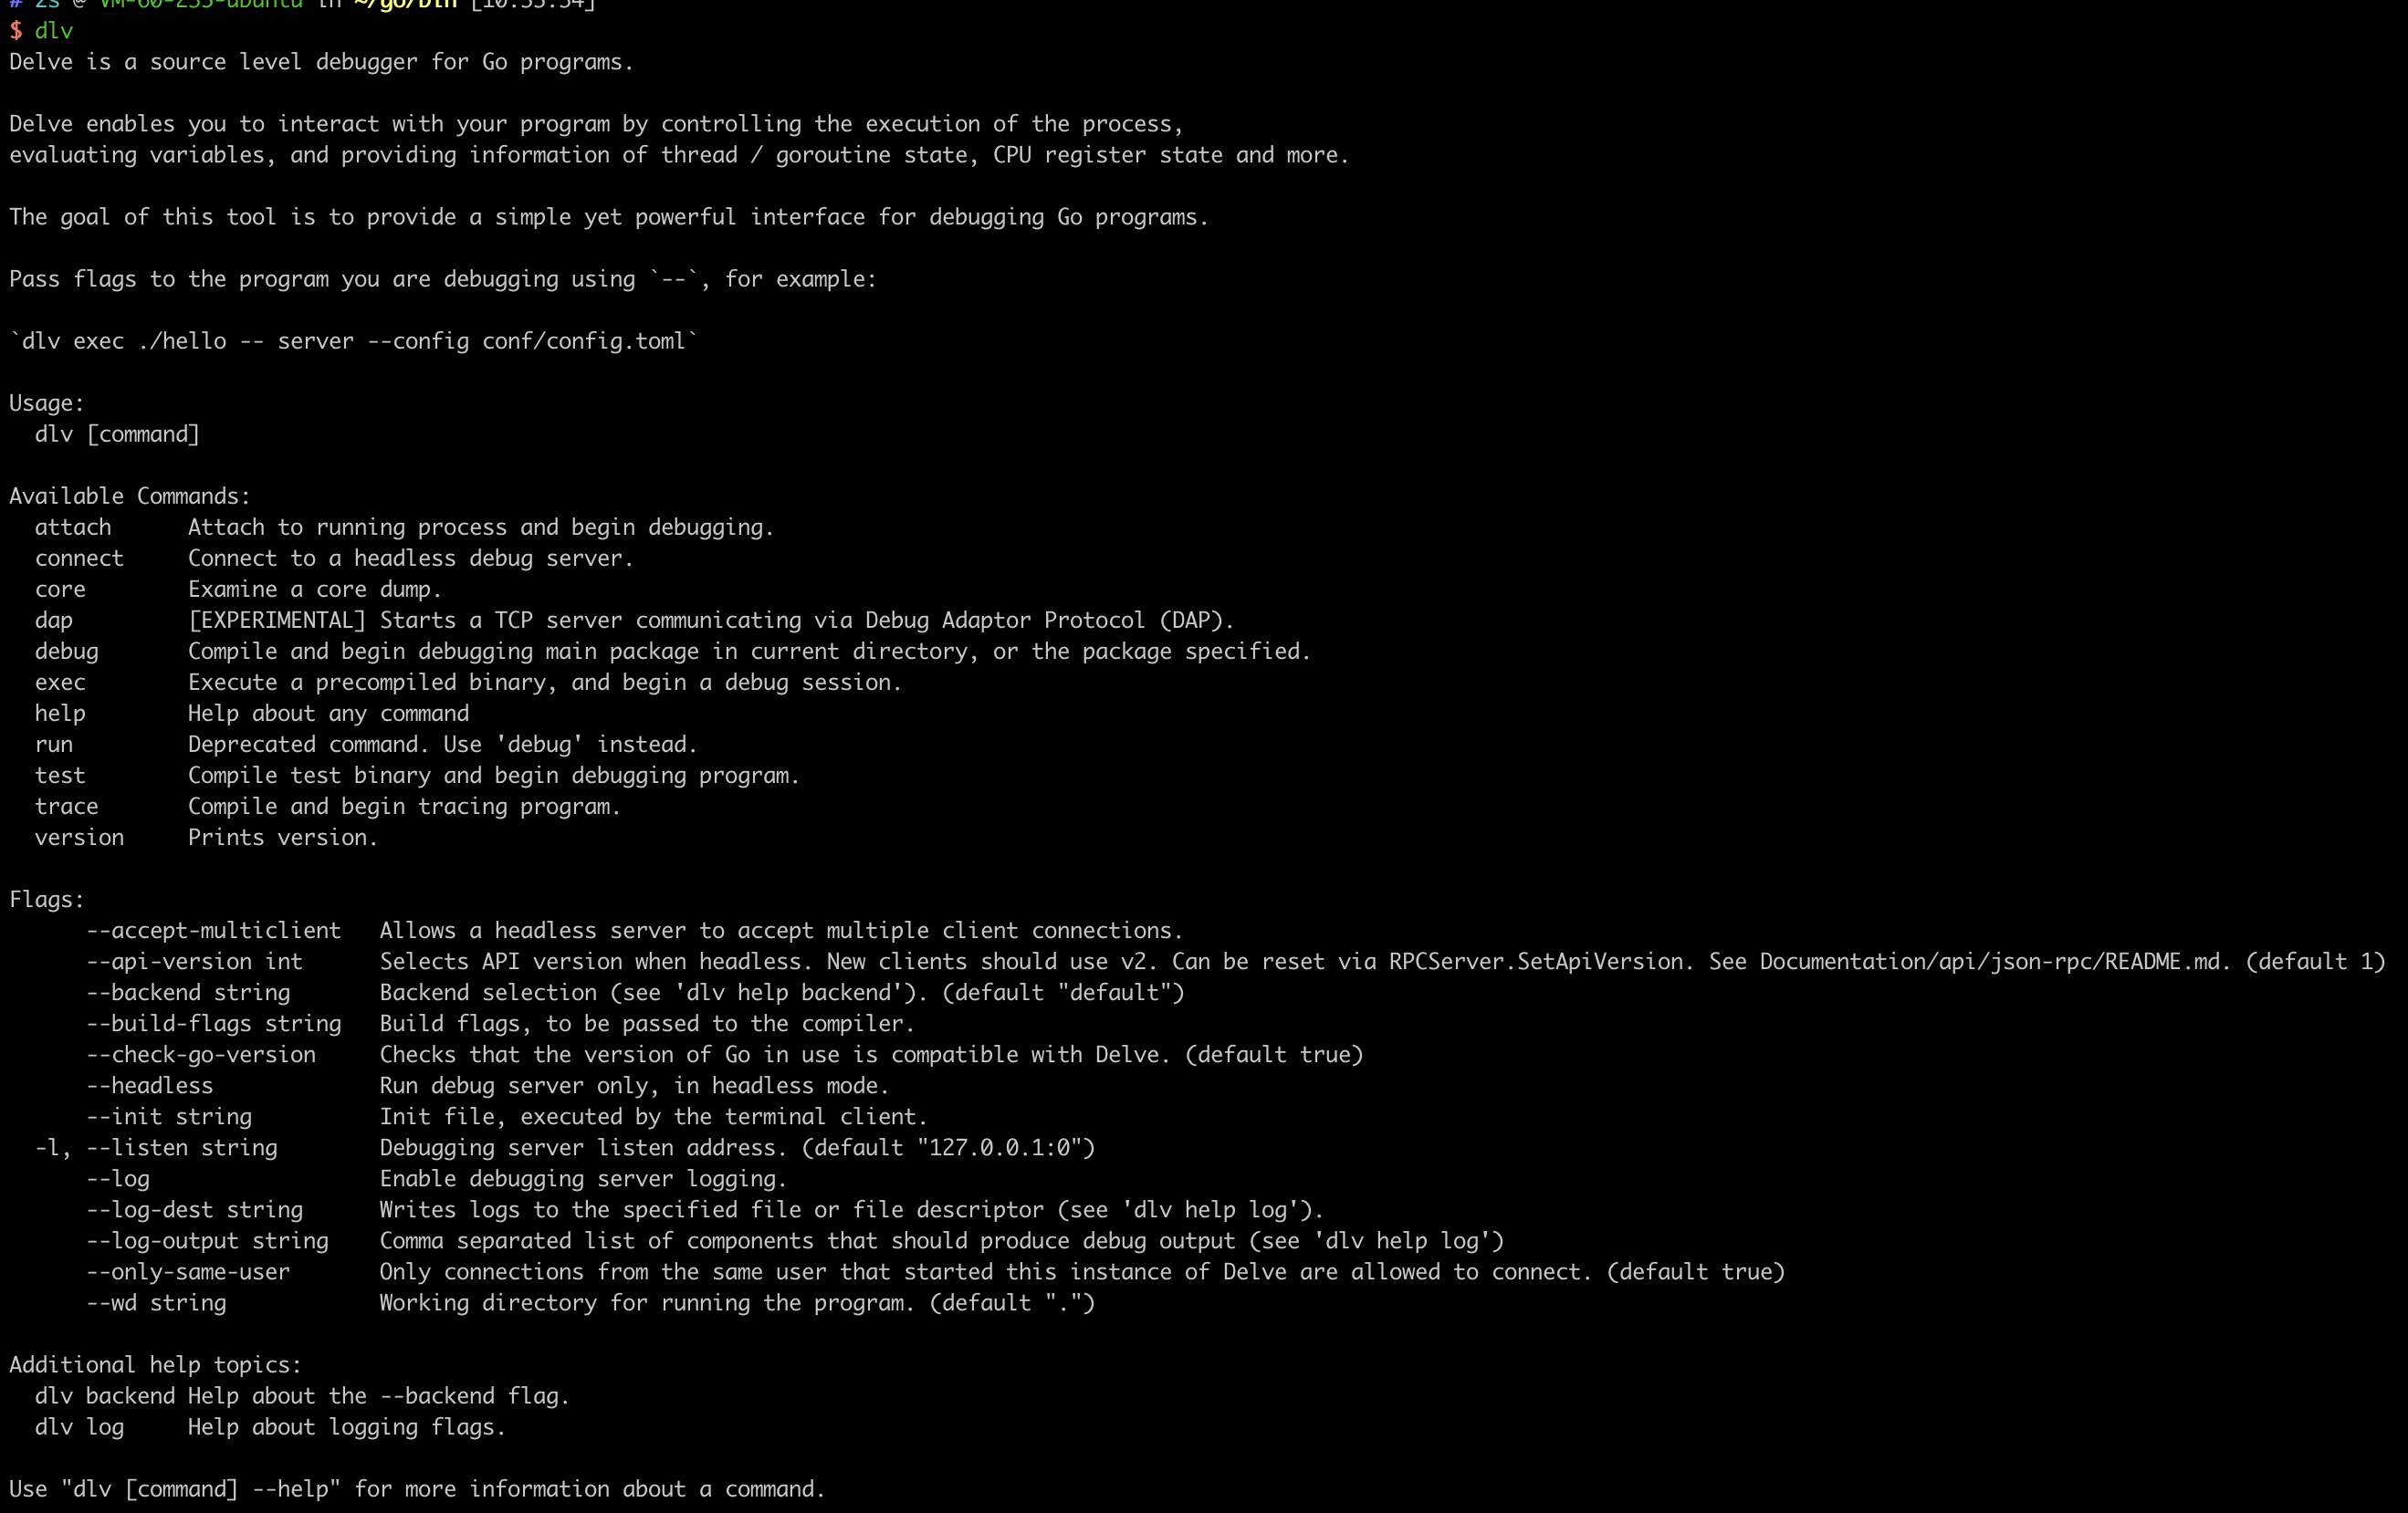 # zs @ VM-60-233-ubuntu in ~/go/bin [10:33:34]
$ dlv
Delve is a source level debugger for Go programs.
Delve enables you to interact with your program by controlling the execution of the process,
evaluating variables, and providing information of thread / goroutine state, CPU register state and more.
The goal of this tool is to provide a simple yet powerful interface for debugging Go programs.
Pass flags to the program you are debugging using `--`, for example:
`dlv exec ./hello -- server --config conf/config.toml`
Usage:
  dlv [command]
Available Commands:
  attach      Attach to running process and begin debugging.
  connect     Connect to a headless debug server.
  core        Examine a core dump.
  dap         [EXPERIMENTAL] Starts a TCP server communicating via Debug Adaptor Protocol (DAP).
  debug       Compile and begin debugging main package in current directory, or the package specified.
  exec        Execute a precompiled binary, and begin a debug session.
  help        Help about any command
  run         Deprecated command. Use 'debug' instead.
  test        Compile test binary and begin debugging program.
  trace       Compile and begin tracing program.
  version     Prints version.
Flags:
      --accept-multiclient   Allows a headless server to accept multiple client connections.
      --api-version int      Selects API version when headless. New clients should use v2. Can be reset via RPCServer.SetApiVersion. See Documentation/api/json-rpc/README.md. (default 1)
      --backend string       Backend selection (see 'dlv help backend'). (default "default")
      --build-flags string   Build flags, to be passed to the compiler.
      --check-go-version     Checks that the version of Go in use is compatible with Delve. (default true)
      --headless             Run debug server only, in headless mode.
      --init string          Init file, executed by the terminal client.
  -l, --listen string        Debugging server listen address. (default "127.0.0.1:0")
      --log                  Enable debugging server logging.
      --log-dest string      Writes logs to the specified file or file descriptor (see 'dlv help log').
      --log-output string    Comma separated list of components that should produce debug output (see 'dlv help log')
      --only-same-user       Only connections from the same user that started this instance of Delve are allowed to connect. (default true)
      --wd string            Working directory for running the program. (default ".")
Additional help topics:
  dlv backend Help about the --backend flag.
  dlv log     Help about logging flags.
Use "dlv [command] --help" for more information about a command.